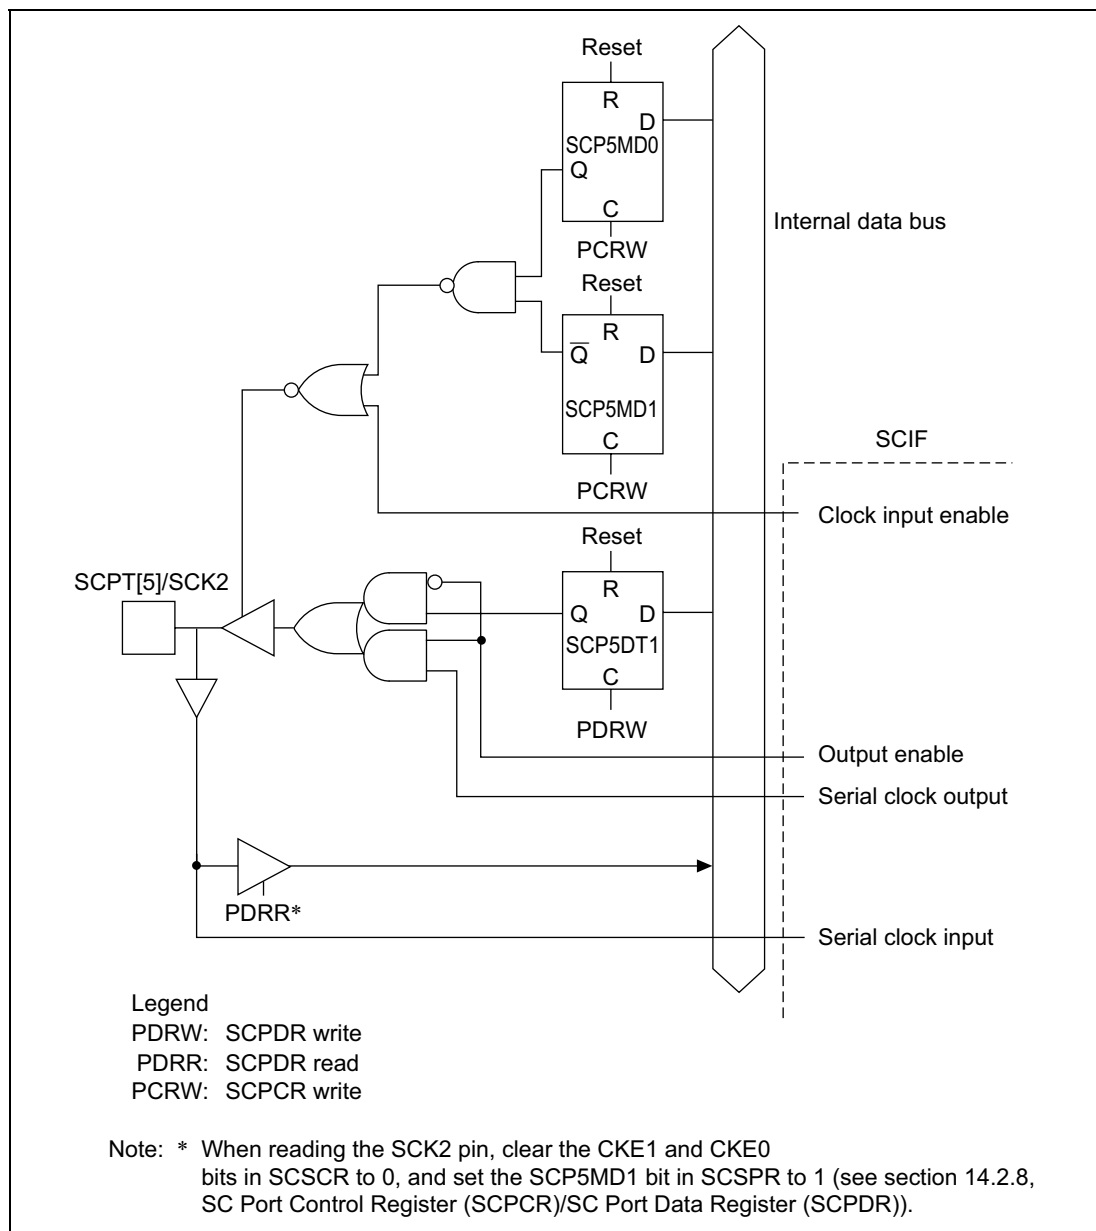 Reset
R
D
SCP5MD0
Q
C
PCRW
Internal data bus
Reset
R
Q̅ D
SCP5MD1
C
PCRW
SCIF
Clock input enable
Reset
SCPT[5]/SCK2
R
Q D
SCP5DT1
C
PDRW
Output enable
Serial clock output
PDRR*
Serial clock input
Legend
PDRW: SCPDR write
PDRR: SCPDR read
PCRW: SCPCR write
Note: * When reading the SCK2 pin, clear the CKE1 and CKE0
bits in SCSCR to 0, and set the SCP5MD1 bit in SCSPR to 1 (see section 14.2.8,
SC Port Control Register (SCPCR)/SC Port Data Register (SCPDR)).